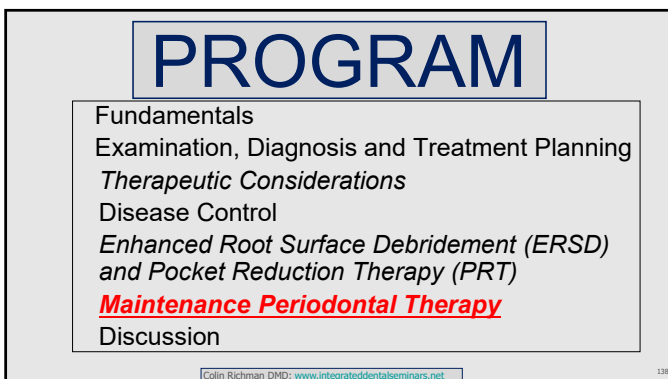 PROGRAM
Fundamentals
Examination, Diagnosis and Treatment Planning
Therapeutic Considerations
Disease Control
Enhanced Root Surface Debridement (ERSD)
and Pocket Reduction Therapy (PRT)
Maintenance Periodontal Therapy
Discussion
Colin Richman DMD: www.integrateddentalseminars.net
138